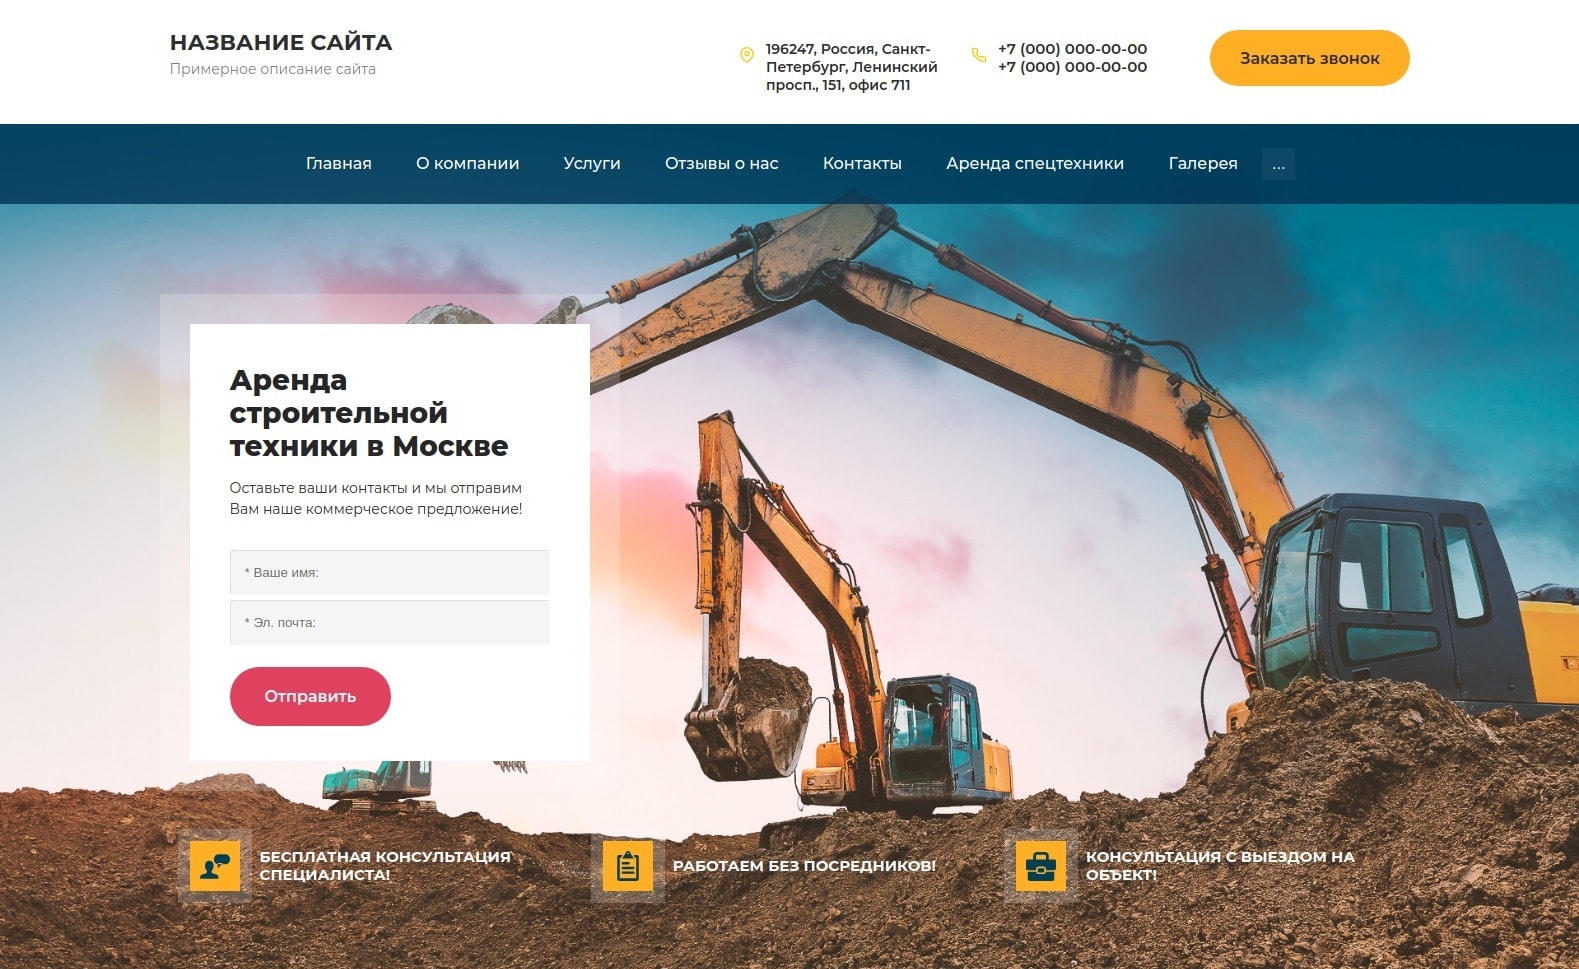 НАЗВАНИЕ САЙТА
Примерное описание сайта
196247, Россия, Санкт-
Петербург, Ленинский
просп., 151, офис 711
+7 (000) 000-00-00
+7 (000) 000-00-00
Заказать звонок
Главная О компании Услуги Отзывы о нас Контакты Аренда спецтехники Галерея ...
Аренда
строительной
техники в Москве
Оставьте ваши контакты и мы отправим
Вам наше коммерческое предложение!
* Ваше имя:
* Эл. почта:
Отправить
БЕСПЛАТНАЯ КОНСУЛЬТАЦИЯ
СПЕЦИАЛИСТА!
РАБОТАЕМ БЕЗ ПОСРЕДНИКОВ!
КОНСУЛЬТАЦИЯ С ВЫЕЗДОМ НА
ОБЪЕКТ!